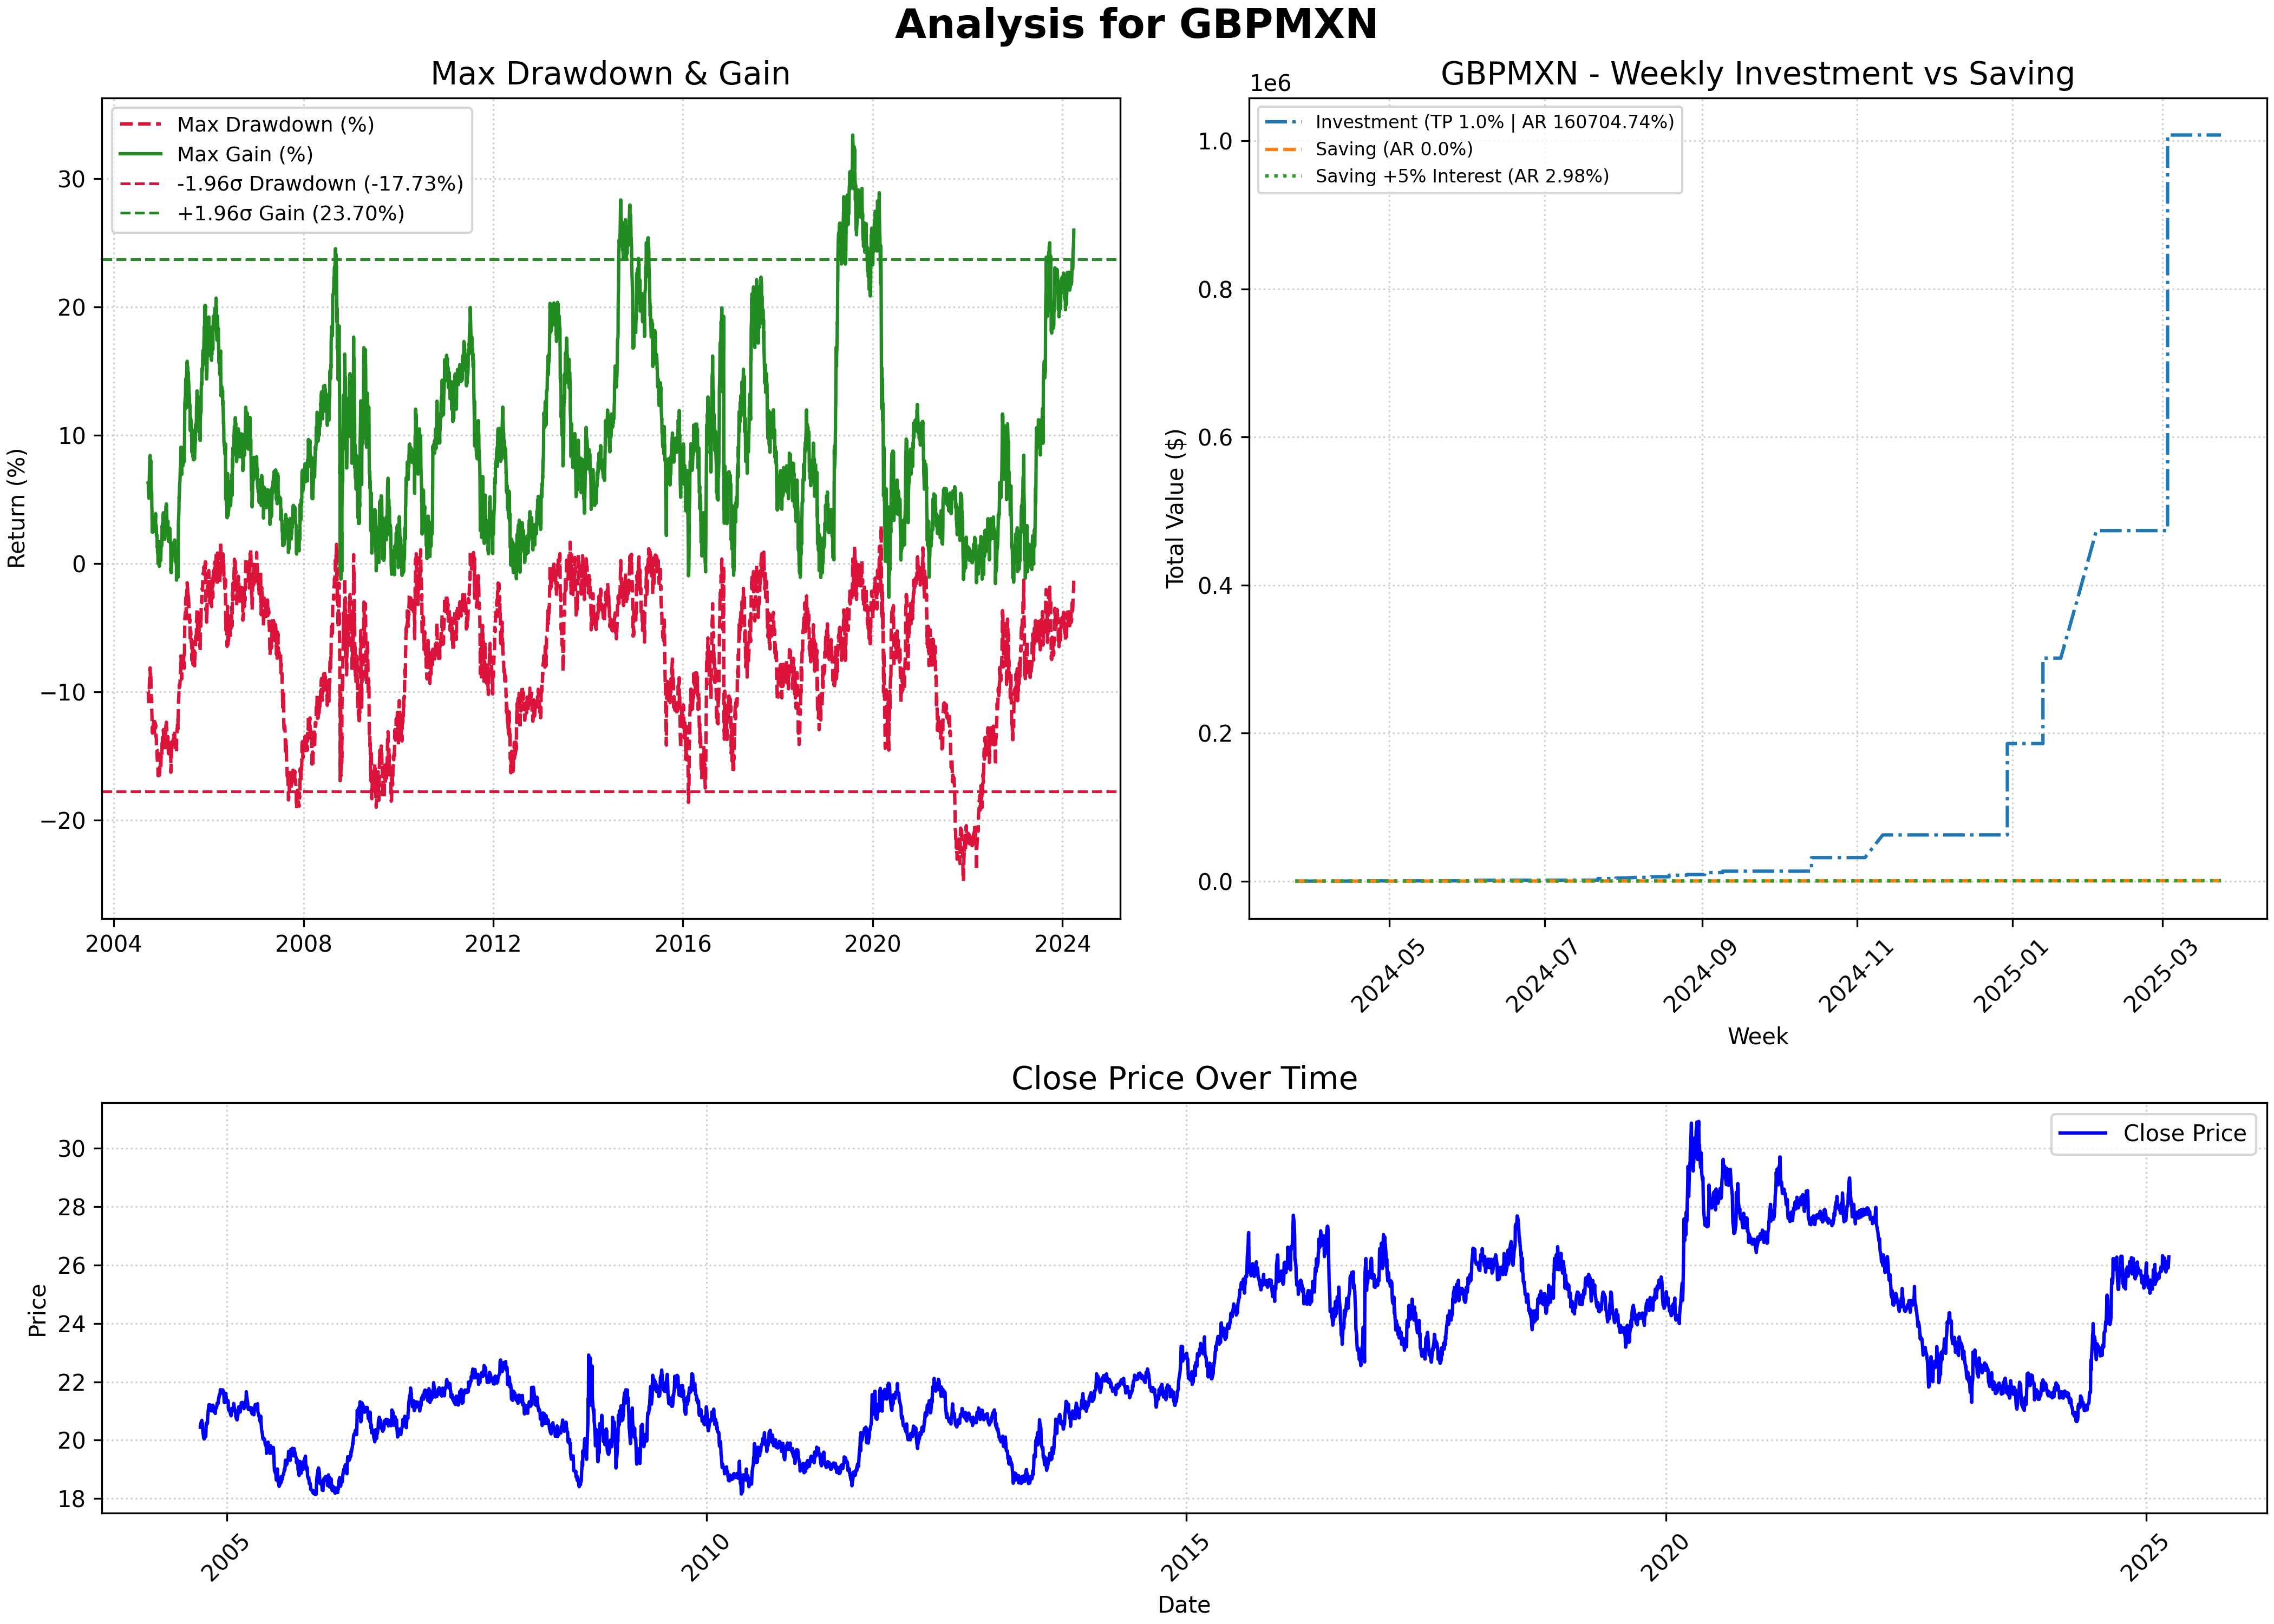 Analysis for GBPMXN
Max Drawdown & Gain
Max Drawdown (%)
Max Gain (%)
-1.96σ Drawdown (-17.73%)
+1.96σ Gain (23.70%)
Return (%)
30
20
10
0
−10
−20
2004
2008
2012
2016
2020
2024
GBPMXN - Weekly Investment vs Saving
1e6
Investment (TP 1.0% | AR 160704.74%)
Saving (AR 0.0%)
Saving +5% Interest (AR 2.98%)
Total Value ($)
1.0
0.8
0.6
0.4
0.2
0.0
2024-05
2024-07
2024-09
2024-11
2025-01
2025-03
Week
Close Price Over Time
Close Price
Price
30
28
26
24
22
20
18
2005
2010
2015
2020
2025
Date